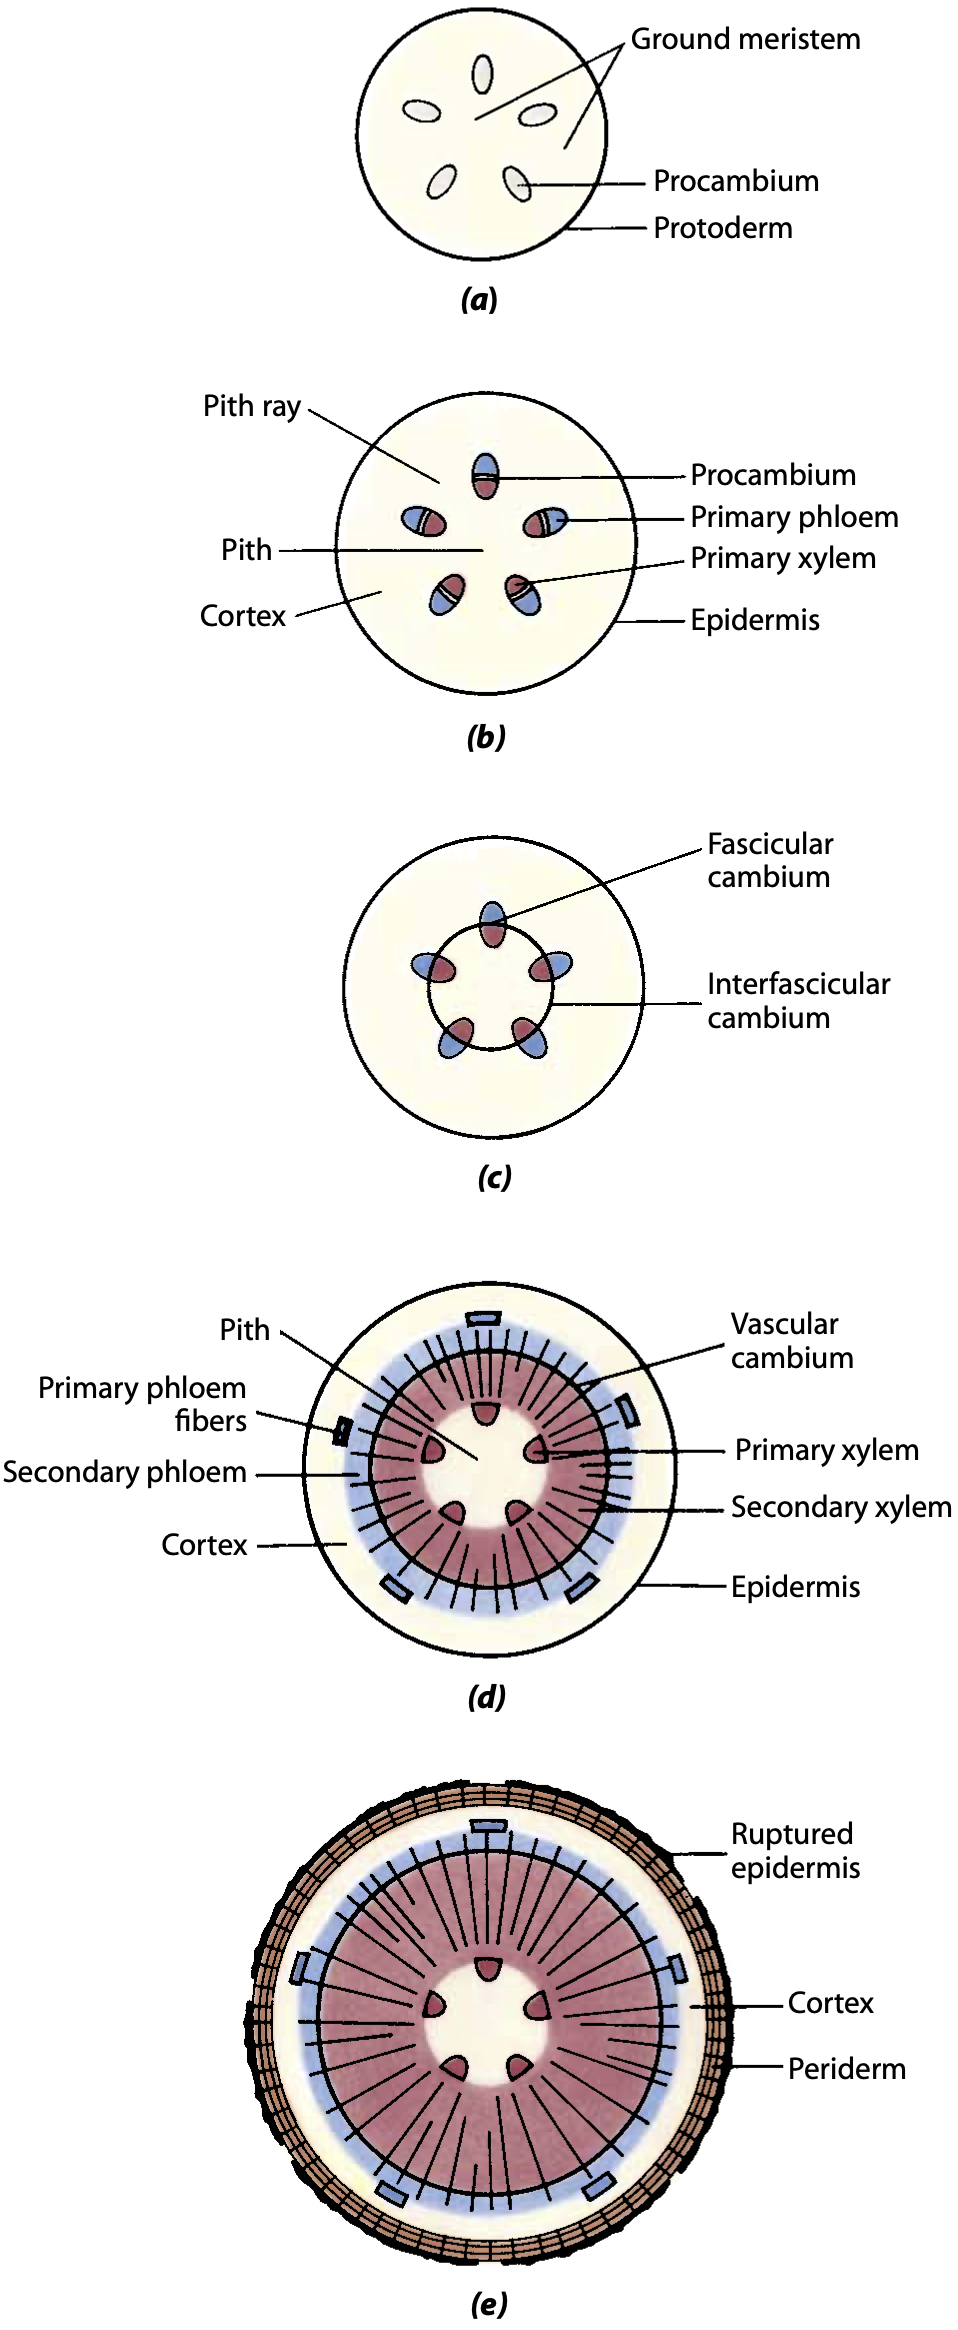 Ground meristem
Procambium
Protoderm
(a)
Pith ray
Procambium
Primary phloem
Pith
Primary xylem
Cortex
Epidermis
(b)
Fascicular
cambium
Interfascicular
cambium
(c)
Pith
Vascular
cambium
Primary phloem
fibers
Primary xylem
Secondary phloem
Secondary xylem
Cortex
Epidermis
(d)
Ruptured
epidermis
Cortex
Periderm
(e)